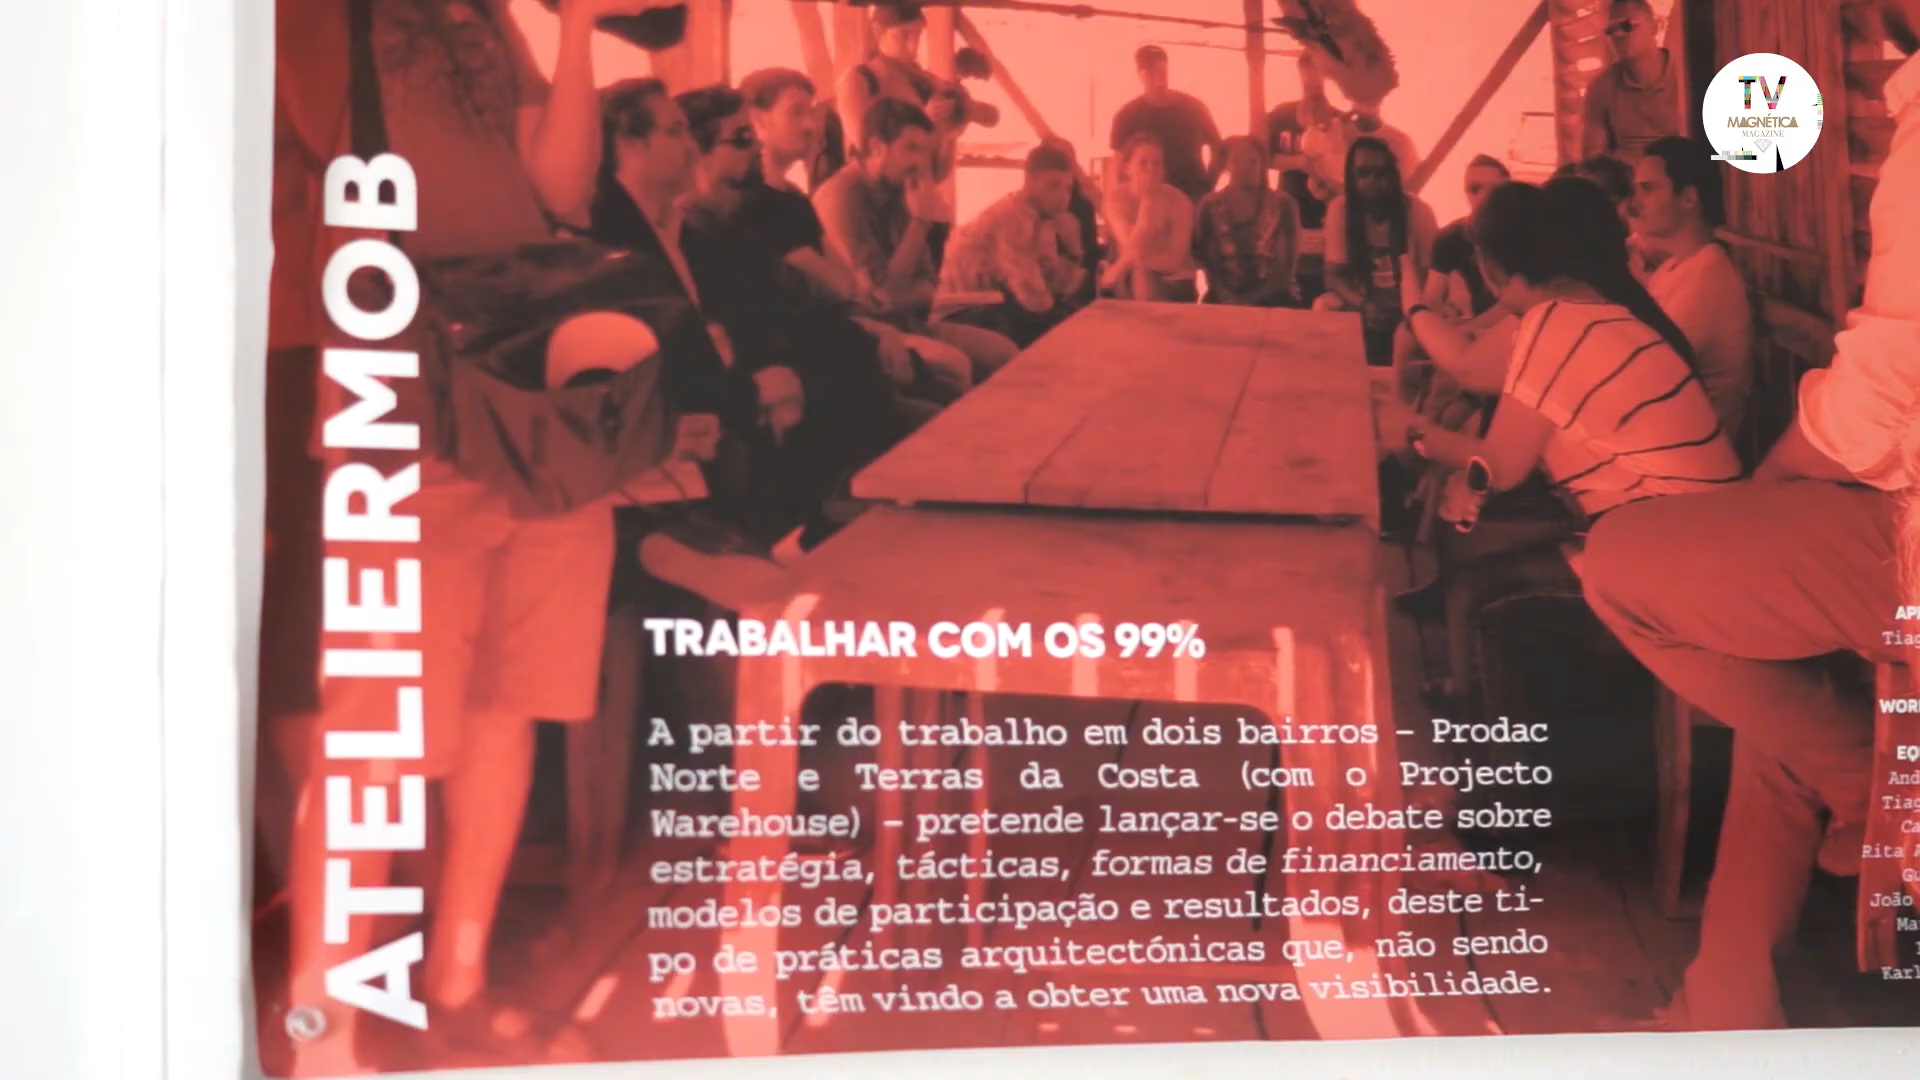 TV
MAGNÉTICA
MAGAZINE
ATELIERMOB
TRABALHAR COM OS 99%
A partir do trabalho em dois bairros – Prodac
Norte e Terras da Costa (com o Projecto
Warehouse) – pretende lançar-se o debate sobre
estratégia, tácticas, formas de financiamento,
modelos de participação e resultados, deste ti-
po de práticas arquitectónicas que, não sendo
novas, têm vindo a obter uma nova visibilidade.
Rita
João